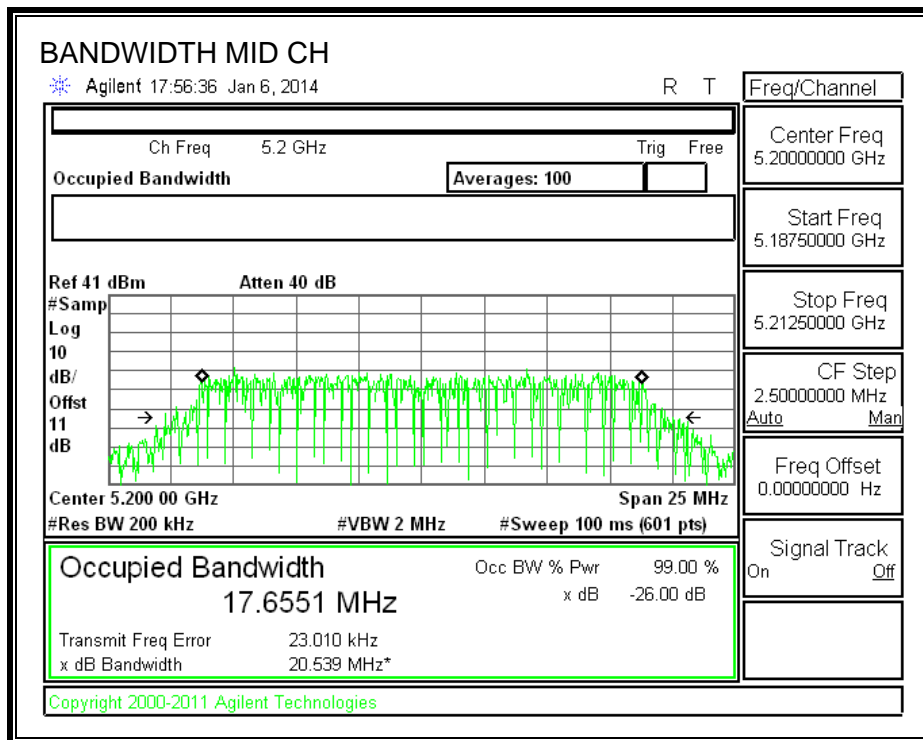 BANDWIDTH MID CH
Agilent 17:56:36 Jan 6, 2014 R T
Freq/Channel
Ch Freq 5.2 GHz Trig Free
Occupied Bandwidth Averages: 100
Center Freq
5.20000000 GHz
Start Freq
5.18750000 GHz
Stop Freq
5.21250000 GHz
CF Step
2.50000000 MHz
Auto Man
Freq Offset
0.00000000 Hz
Signal Track
On Off
Ref 41 dBm Atten 40 dB
#Samp
Log
10
dB/
Offst
11
dB
Center 5.200 00 GHz Span 25 MHz
#Res BW 200 kHz #VBW 2 MHz #Sweep 100 ms (601 pts)
Occupied Bandwidth Occ BW % Pwr 99.00 %
17.6551 MHz x dB -26.00 dB
Transmit Freq Error 23.010 kHz
x dB Bandwidth 20.539 MHz*
Copyright 2000-2011 Agilent Technologies